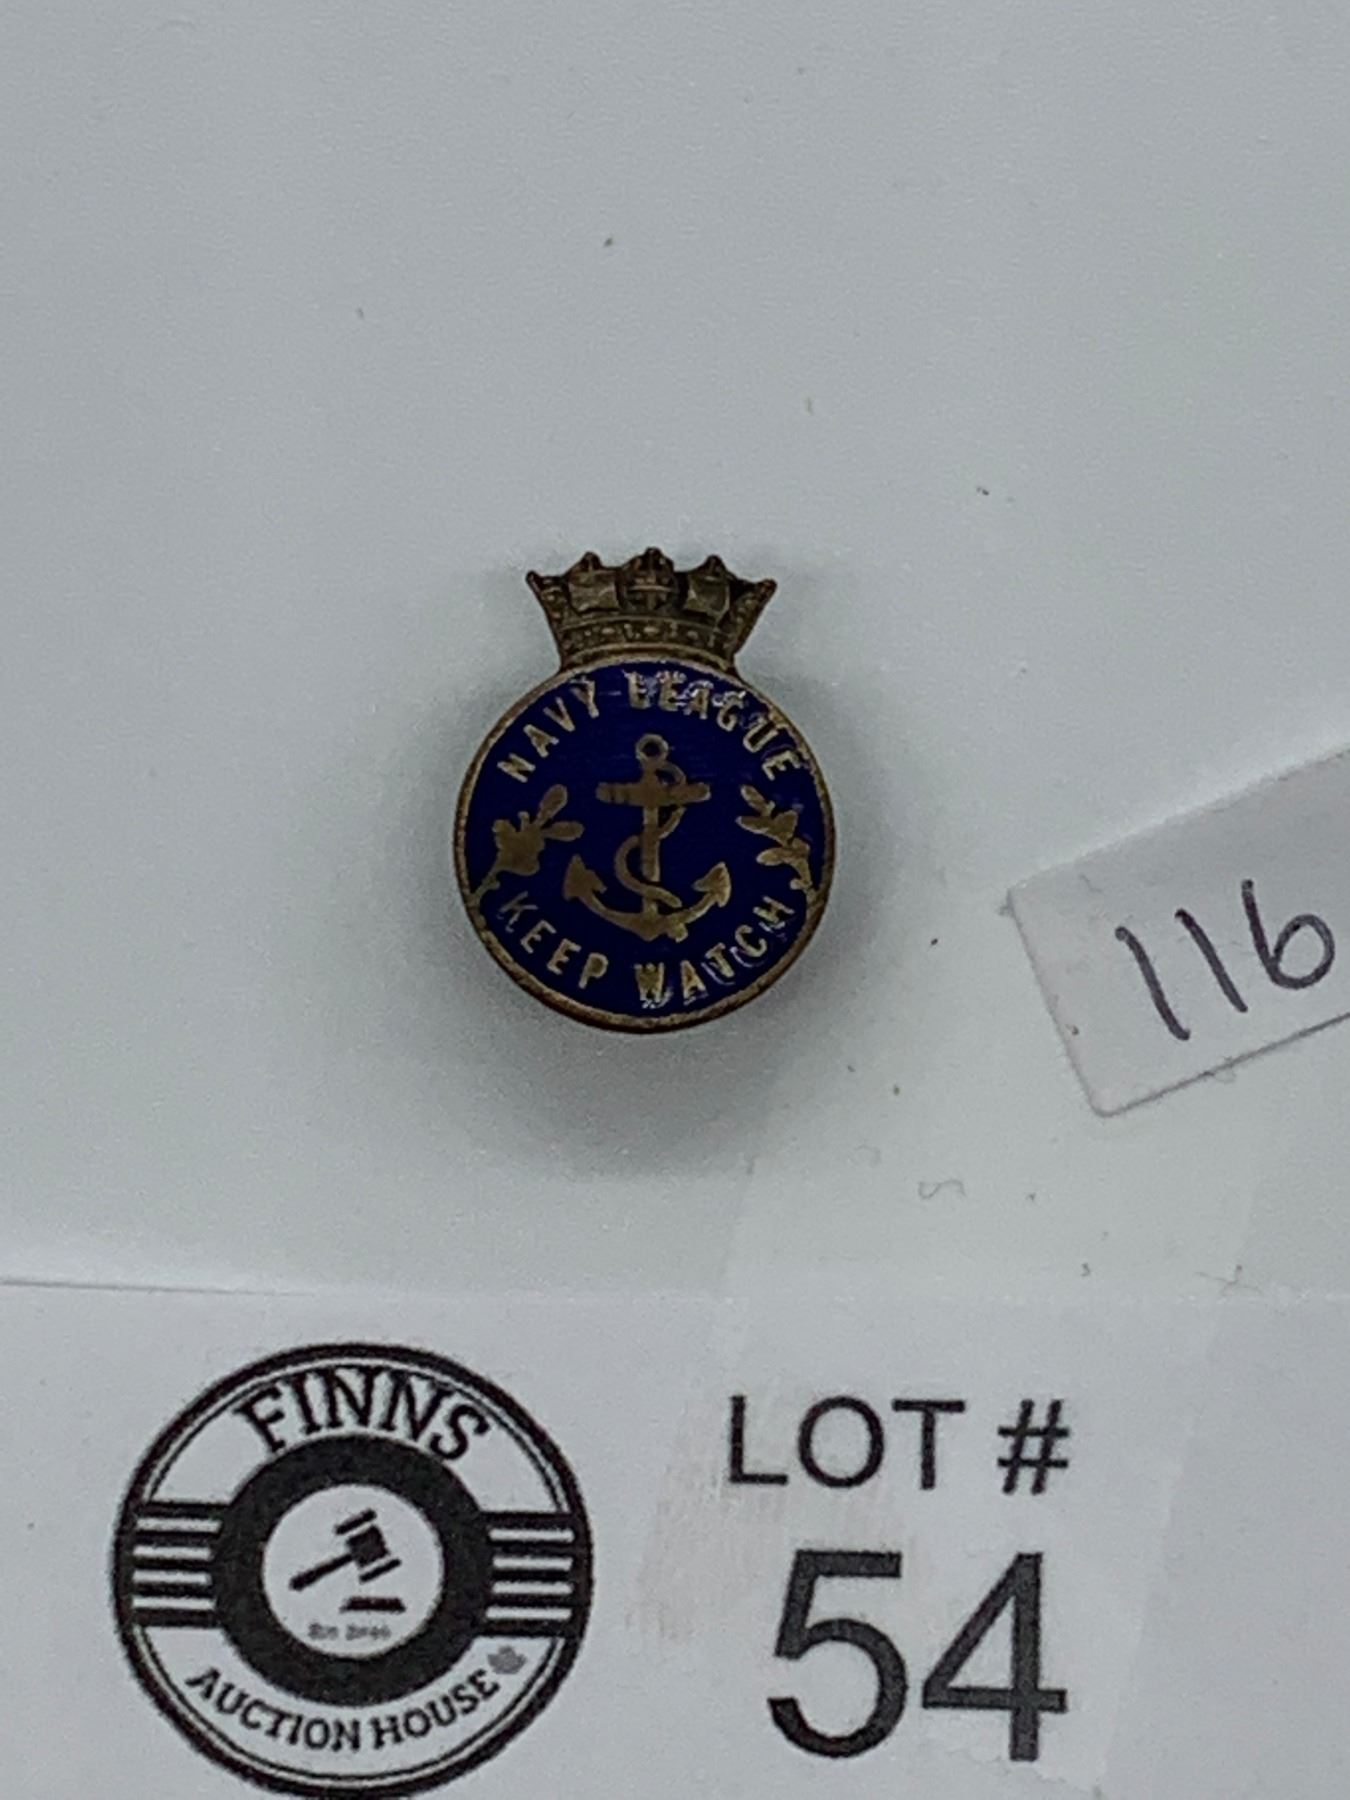 NAVY LEAGUE
KEEP WATCH
116
FINNS
AUCTION HOUSE
LOT #
54